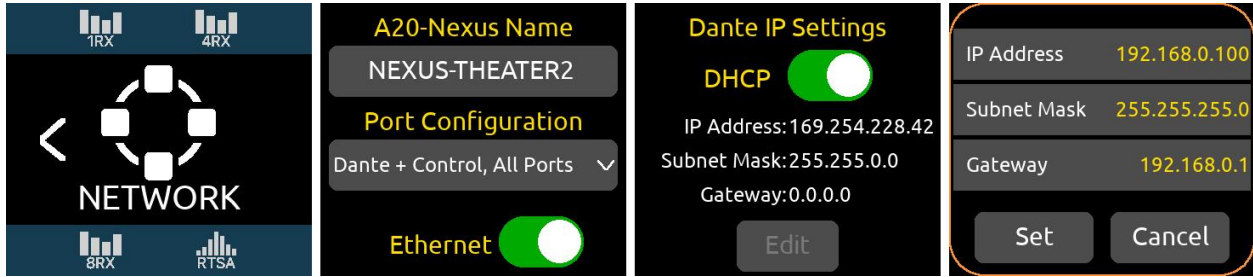 1RX 4RX
NETWORK
8RX RTSA
A20-Nexus Name
NEXUS-THEATER2
Port Configuration
Dante + Control, All Ports
Ethernet
Dante IP Settings
DHCP
IP Address:169.254.228.42
Subnet Mask:255.255.0.0
Gateway:0.0.0.0
Edit
IP Address 192.168.0.100
Subnet Mask 255.255.255.0
Gateway 192.168.0.1
Set Cancel